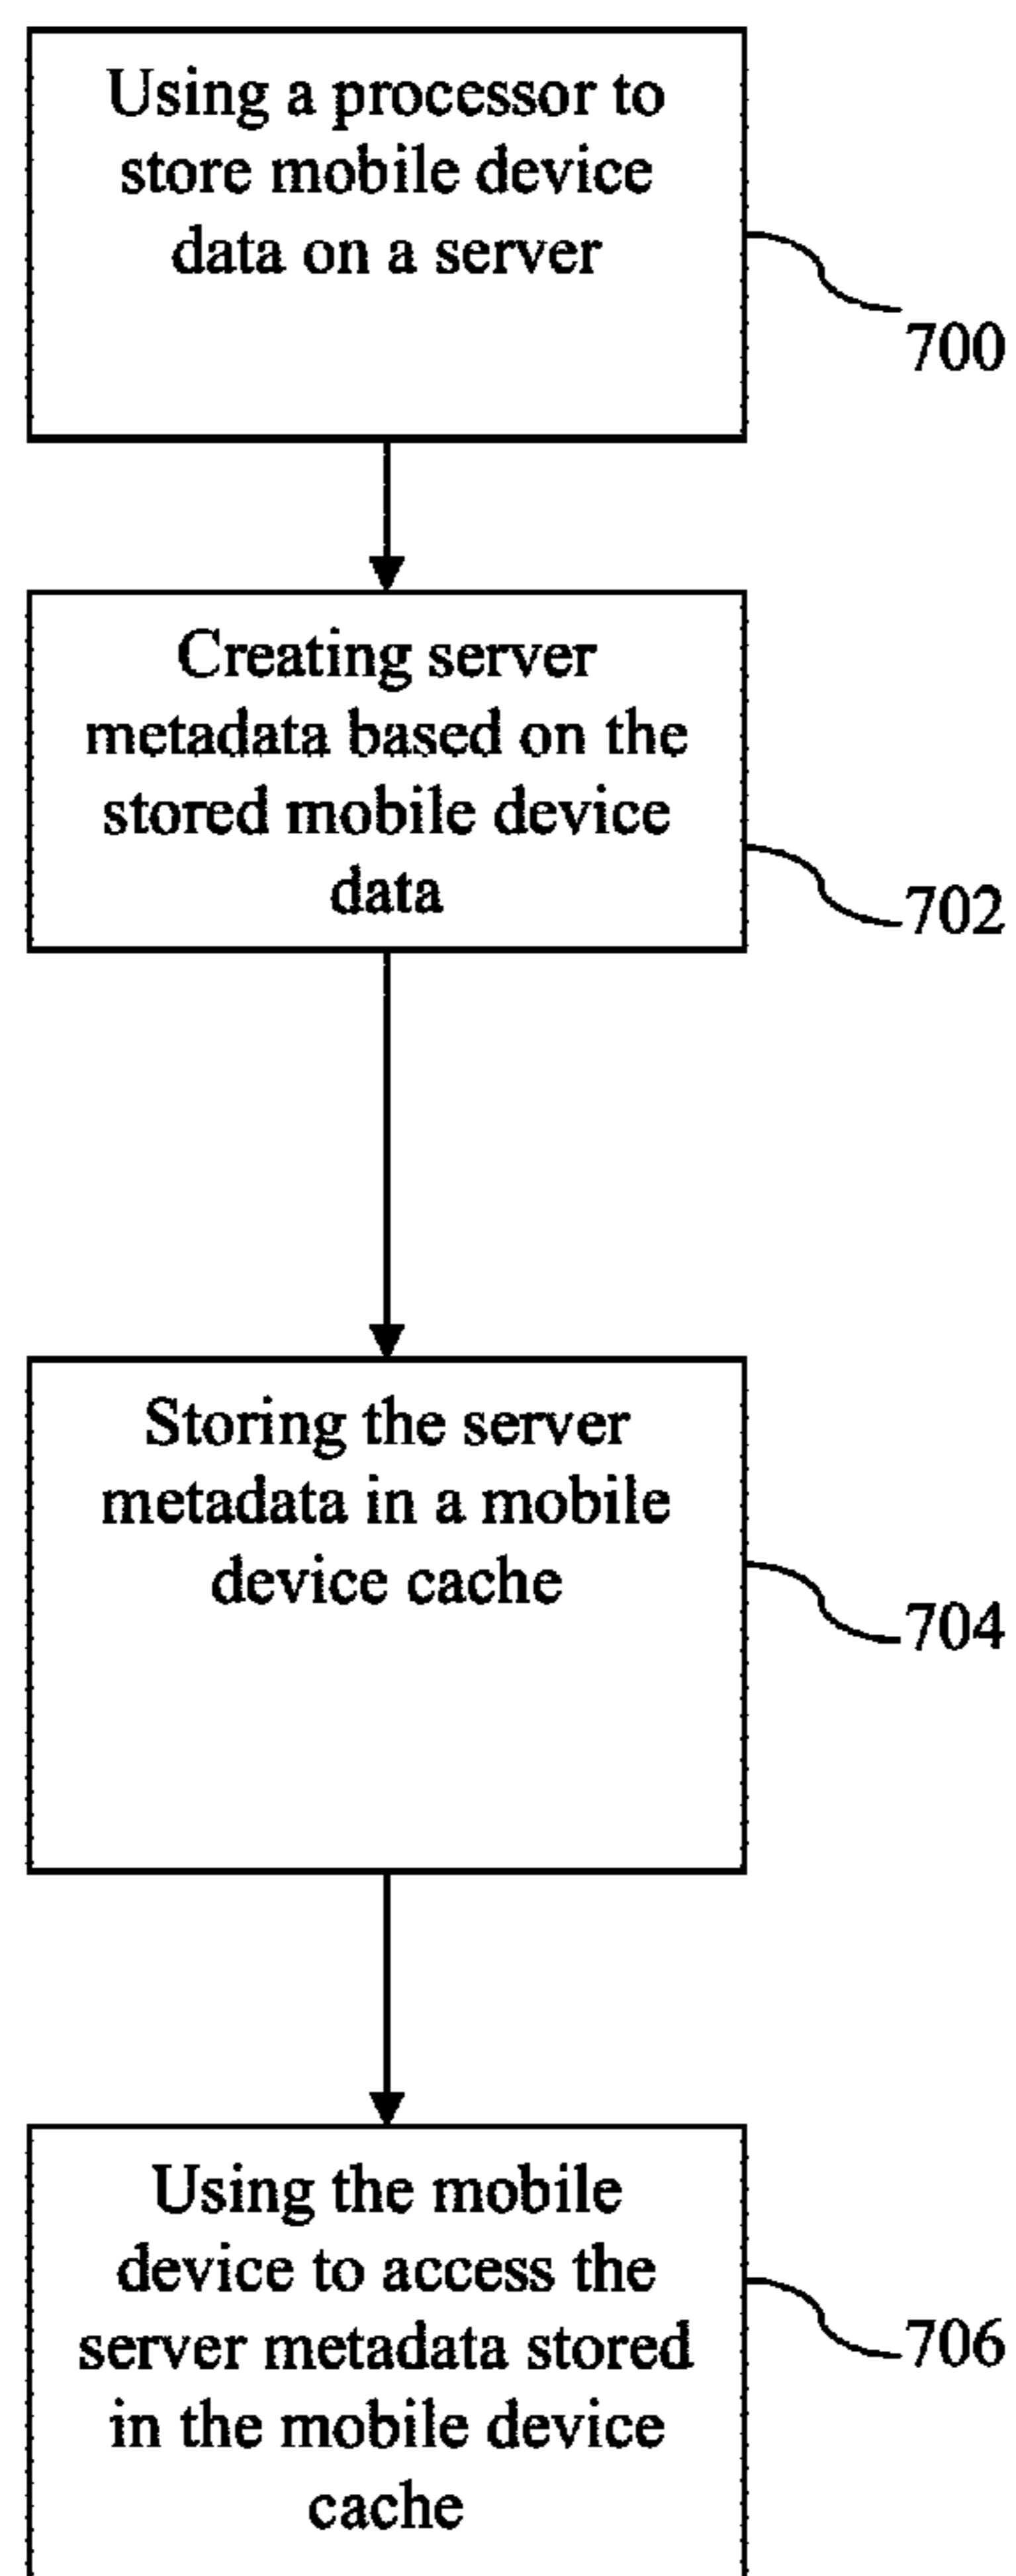 Using a processor to
store mobile device
data on a server
700
Creating server
metadata based on the
stored mobile device
data
702
Storing the server
metadata in a mobile
device cache
704
Using the mobile
device to access the
server metadata stored
in the mobile device
cache
706